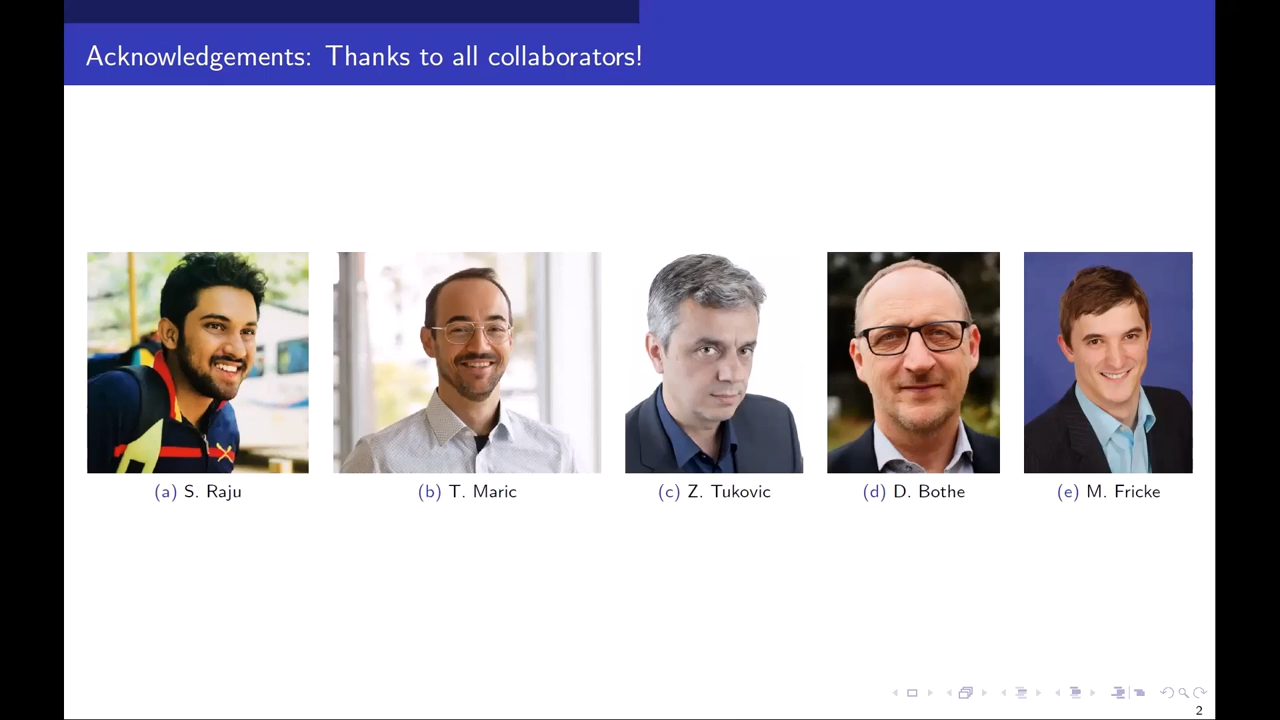 Acknowledgements: Thanks to all collaborators!
(a) S. Raju
(b) T. Maric
(c) Z. Tukovic
(d) D. Bothe
(e) M. Fricke
2